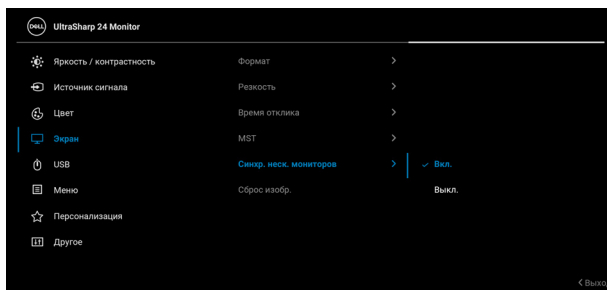 DELL UltraSharp 24 Monitor
Яркость / контрастность
Формат
Источник сигнала
Резкость
Цвет
Время отклика
Экран
MST
USB
Синхр. неск. мониторов
Вкл.
Меню
Сброс изобр.
Выкл.
Персонализация
Другое
Выхо